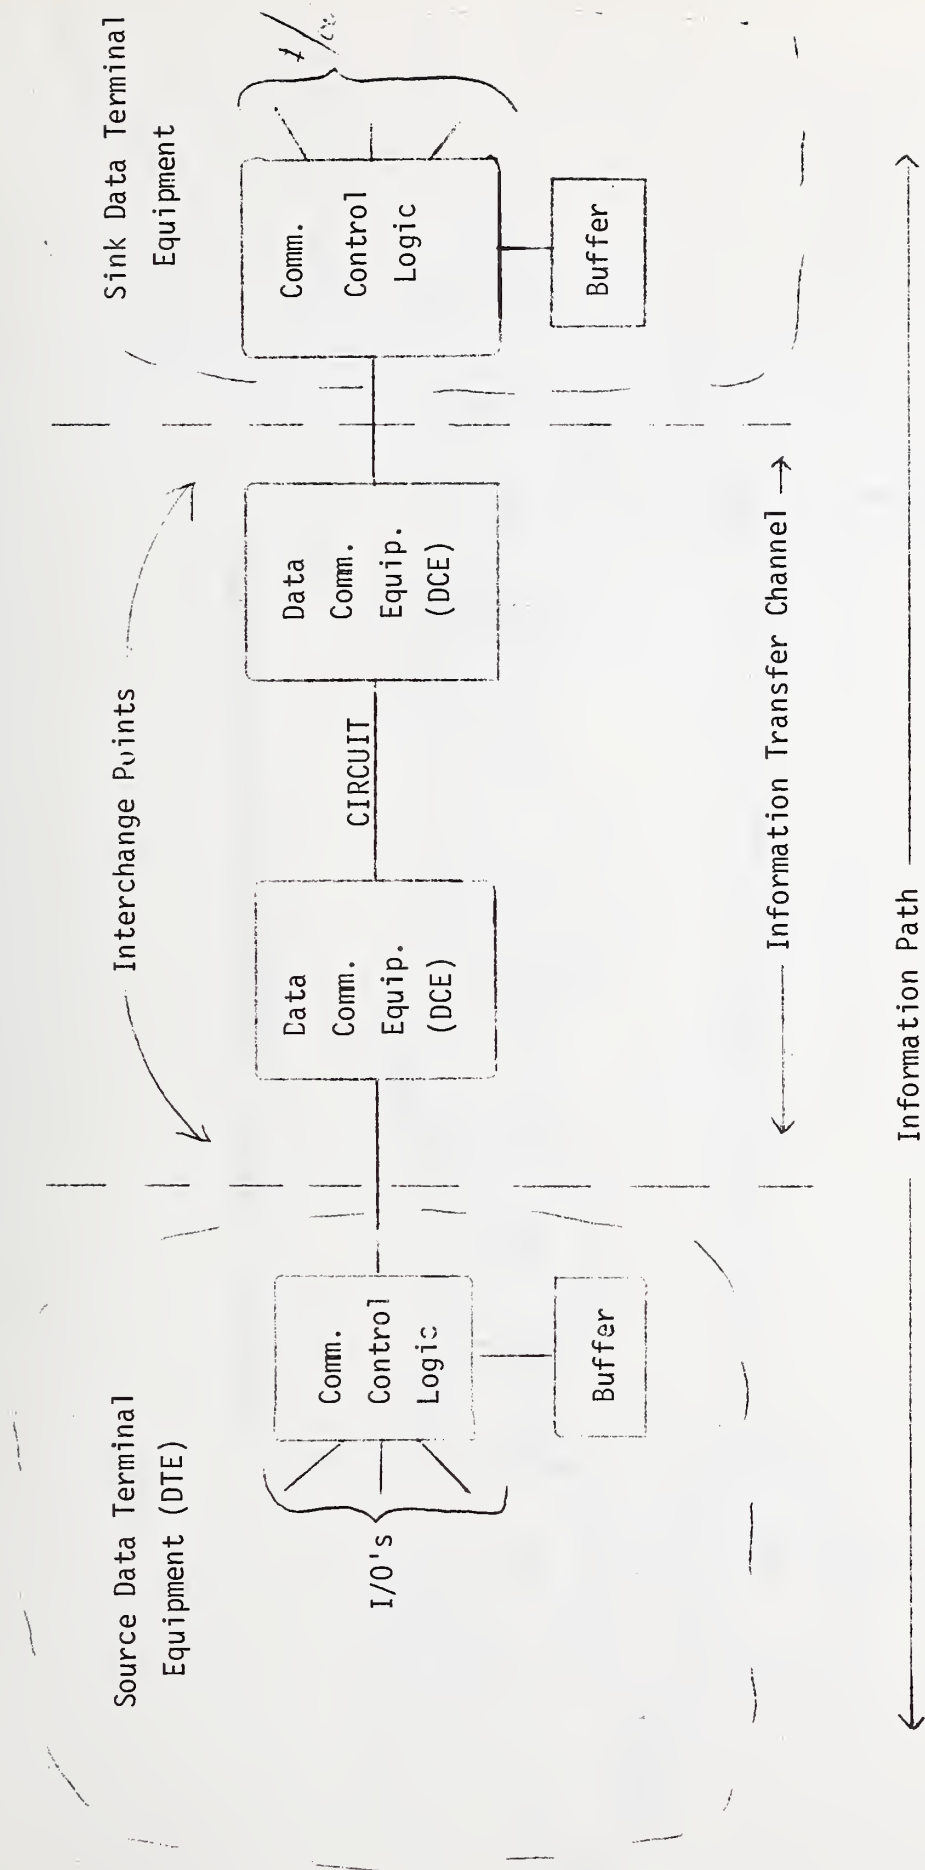 Source Data Terminal
Equipment (DTE)
I/O's
Comm.
Control
Logic
Buffer
Interchange Points
Data
Comm.
Equip.
(DCE)
CIRCUIT
Data
Comm.
Equip.
(DCE)
Sink Data Terminal
Equipment
Comm.
Control
Logic
Buffer
Information Transfer Channel
Information Path